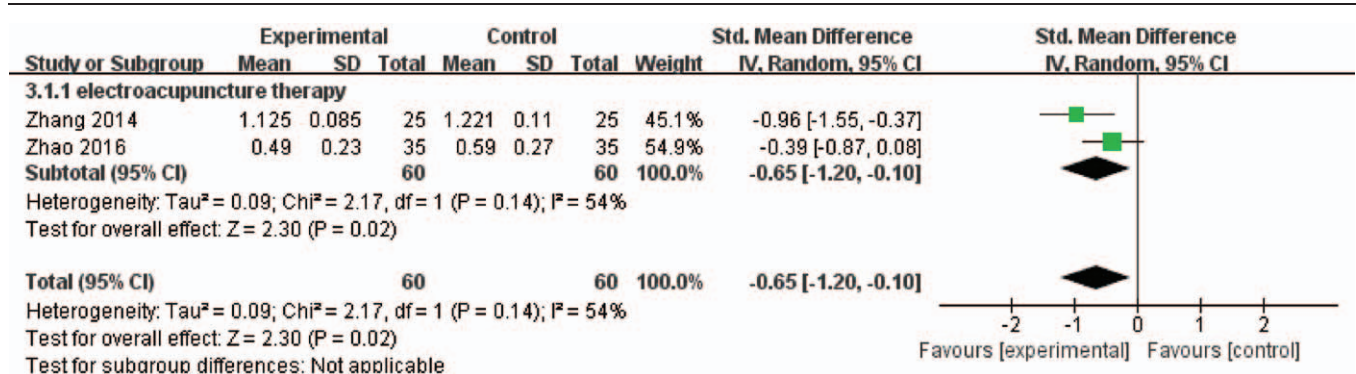 Experimental Control Std. Mean Difference Std. Mean Difference
Study or Subgroup Mean SD Total Mean SD Total Weight IV, Random, 95% CI IV, Random, 95% CI
3.1.1 electroacupuncture therapy
Zhang 2014 1.125 0.085 25 1.221 0.11 25 45.1% -0.96 [-1.55, -0.37]
Zhao 2016 0.49 0.23 35 0.59 0.27 35 54.9% -0.39 [-0.87, 0.08]
Subtotal (95% CI) 60 60 100.0% -0.65 [-1.20, -0.10]
Heterogeneity: Tau² = 0.09; Chi² = 2.17, df = 1 (P = 0.14); I² = 54%
Test for overall effect: Z = 2.30 (P = 0.02)
Total (95% CI) 60 60 100.0% -0.65 [-1.20, -0.10]
Heterogeneity: Tau² = 0.09; Chi² = 2.17, df = 1 (P = 0.14); I² = 54%
Test for overall effect: Z = 2.30 (P = 0.02)
Test for subgroup differences: Not applicable
-2 -1 0 1 2
Favours [experimental] Favours [control]